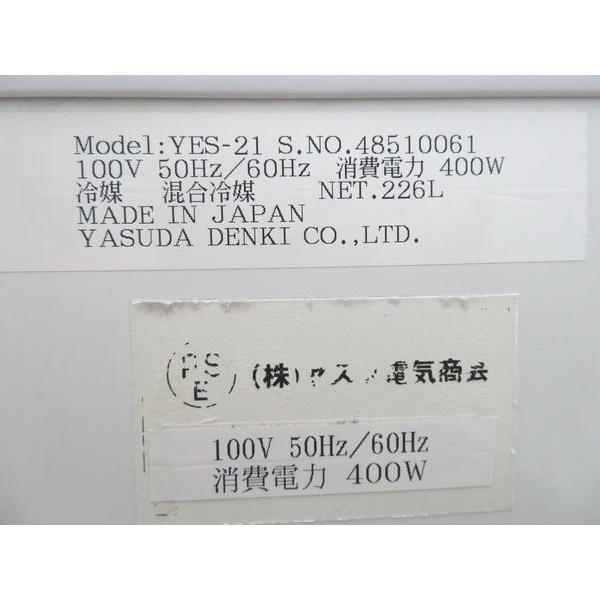 Model:YES-21 S.NO.48510061
100V 50Hz/60Hz 消費電力 400W
冷媒 混合冷媒 NET.226L
MADE IN JAPAN
YASUDA DENKI CO.,LTD.
PSE (株) ヤス 電気商会
100V 50Hz/60Hz
消費電力 400W